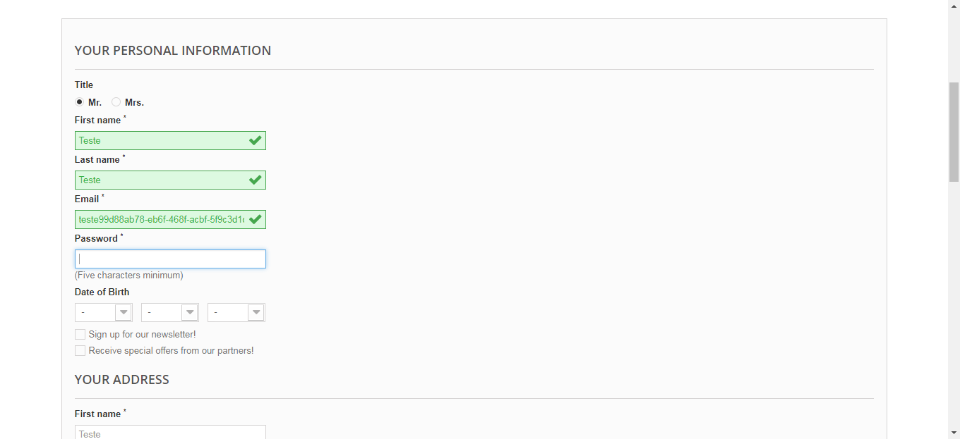 YOUR PERSONAL INFORMATION
Title
Mr. Mrs.
First name *
Teste
Last name *
Teste
Email *
teste99d88ab78-eb6f-468f-acbf-5f9c3d1
Password *
(Five characters minimum)
Date of Birth
- - -
Sign up for our newsletter!
Receive special offers from our partners!
YOUR ADDRESS
First name *
Teste